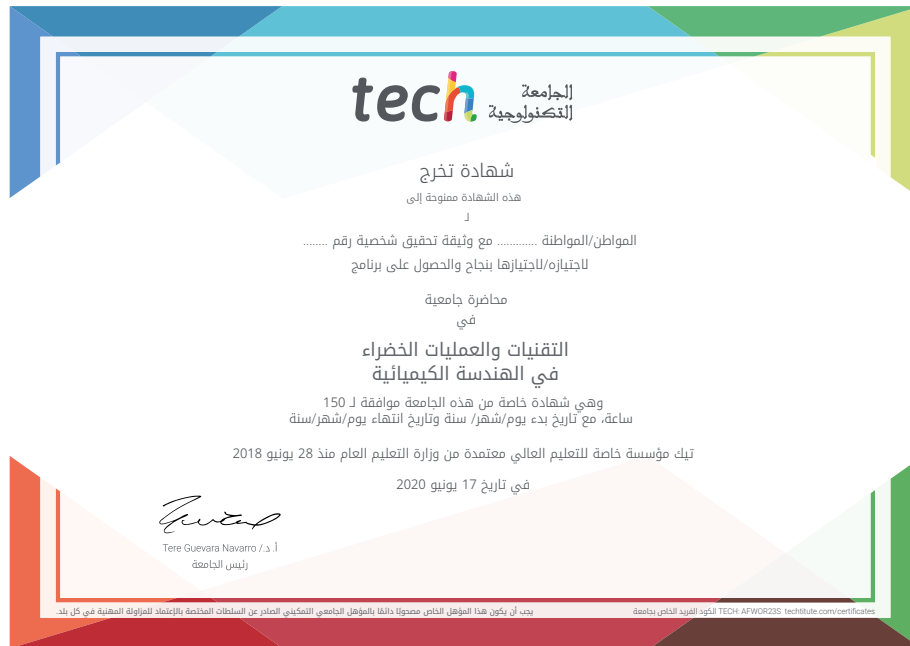 tech الجامعة
التكنولوجية
شهادة تخرج
هذه الشهادة ممنوحة إلى
لـ
المواطن/المواطنة ............ مع وثيقة تحقيق شخصية رقم ........
لاجتيازه/لاجتيازها بنجاح والحصول على برنامج
محاضرة جامعية
في
التقنيات والعمليات الخضراء
في الهندسة الكيميائية
وهي شهادة خاصة من هذه الجامعة موافقة لـ 150
ساعة، مع تاريخ بدء يوم/شهر/ سنة وتاريخ انتهاء يوم/شهر/سنة
تيك مؤسسة خاصة للتعليم العالي معتمدة من وزارة التعليم العام منذ 28 يونيو 2018
في تاريخ 17 يونيو 2020
أ. د./ Tere Guevara Navarro
رئيس الجامعة
الكود الفريد الخاص بجامعة TECH: AFWOR23S techtitute.com/certificates
يجب أن يكون هذا المؤهل الخاص مصحوبًا دائمًا بالمؤهل الجامعي التمكيني الصادر عن السلطات المختصة بالإعتماد للمزاولة المهنية في كل بلد.